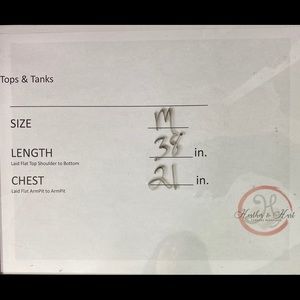 Tops & Tanks
SIZE M
LENGTH 38 in.
Laid Flat Top Shoulder to Bottom
CHEST 21 in.
Laid Flat ArmPit to ArmPit